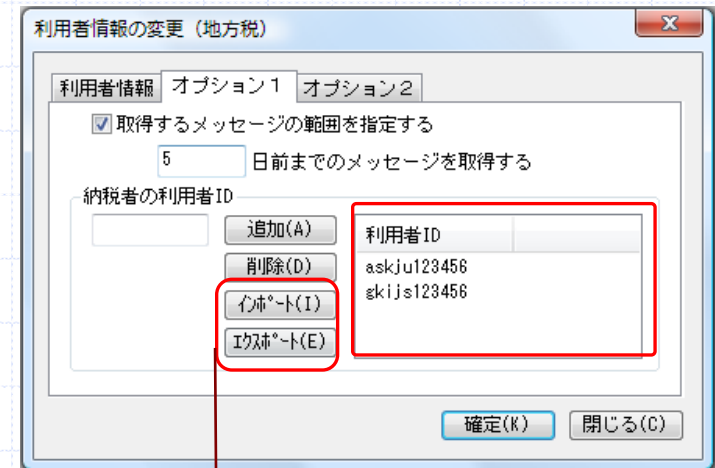 利用者情報の変更（地方税）
利用者情報 オプション１ オプション２
取得するメッセージの範囲を指定する
5 日前までのメッセージを取得する
納税者の利用者ID
追加(A)
削除(D)
ｲﾝﾎﾟｰﾄ(I)
ｴｸｽﾎﾟｰﾄ(E)
利用者ID
askju123456
gkijs123456
確定(K) 閉じる(C)